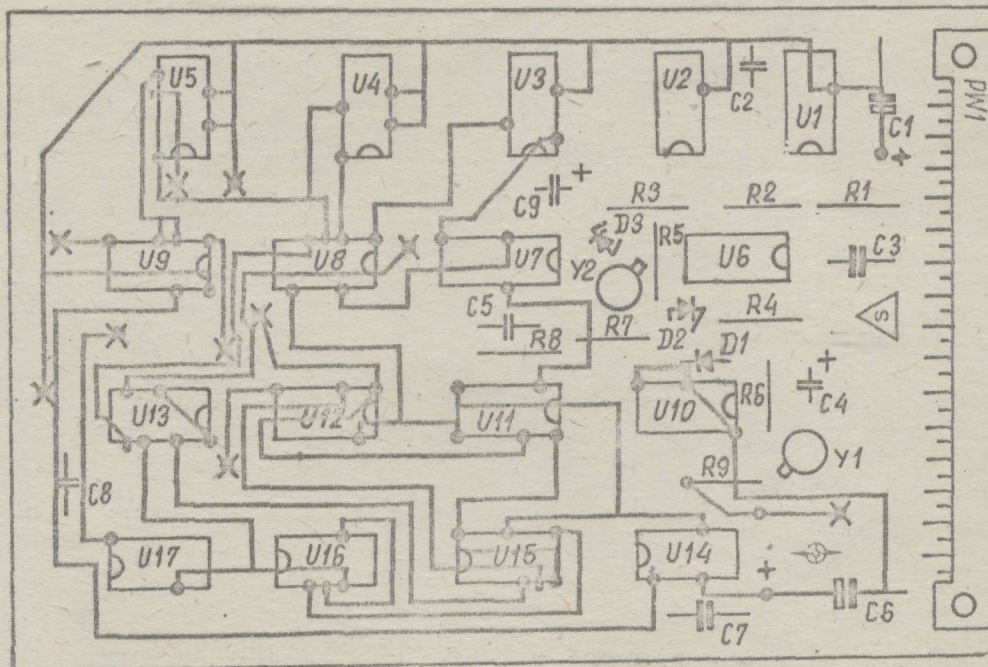 U5
U4
U3
U2
C2
U1
C1
+
PW1
C9
+
R3
R2
R1
D3
R5
U9
U8
U7
Y2
U6
C3
C5
R8
R7
D2
R4
S
D1
U13
U12
U11
U10
R6
+
C4
R9
Y1
C8
U17
U16
U15
U14
+
C7
C6